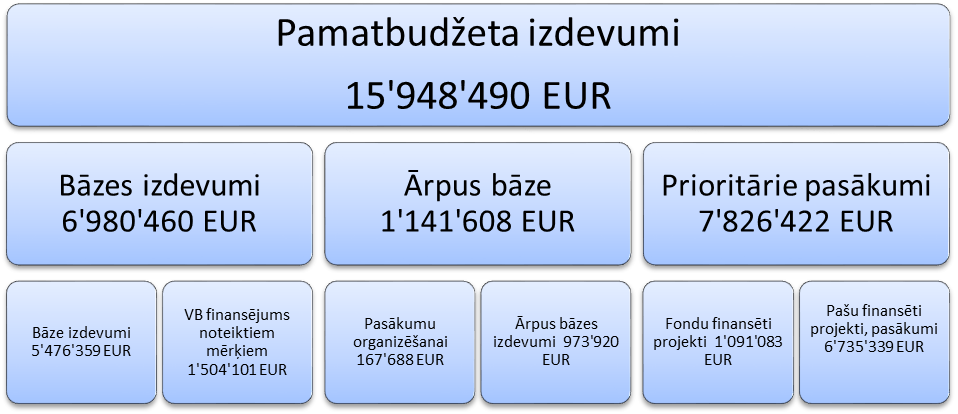 Pamatbudžeta izdevumi
15'948'490 EUR
Bāzes izdevumi
6'980'460 EUR
Ārpus bāze
1'141'608 EUR
Prioritārie pasākumi
7'826'422 EUR
Bāze izdevumi
5'476'359 EUR
VB finansējums
noteiktiem
mērķiem
1'504'101 EUR
Pasākumu
organizēšanai
167'688 EUR
Ārpus bāzes
izdevumi 973'920
EUR
Fondu finansēti
projekti 1'091'083
EUR
Pašu finansēti
projekti, pasākumi
6'735'339 EUR